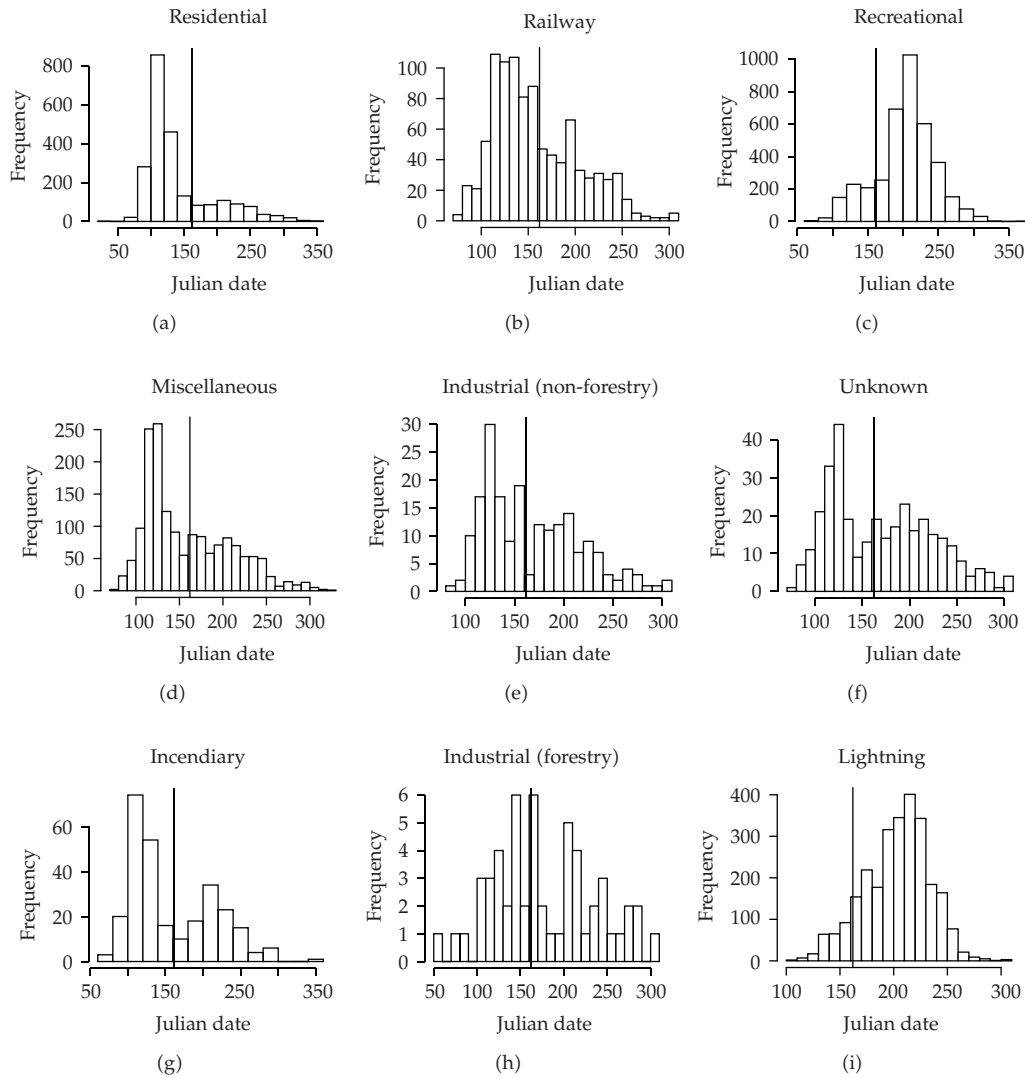 Residential
Frequency
800
600
400
200
0
50 150 250 350
Julian date
(a)
Railway
Frequency
100
80
60
40
20
0
100 150 200 250 300
Julian date
(b)
Recreational
Frequency
1000
800
600
400
200
0
50 150 250 350
Julian date
(c)
Miscellaneous
Frequency
250
200
150
100
50
0
100 150 200 250 300
Julian date
(d)
Industrial (non-forestry)
Frequency
30
25
20
15
10
5
0
100 150 200 250 300
Julian date
(e)
Unknown
Frequency
40
30
20
10
0
100 150 200 250 300
Julian date
(f)
Incendiary
Frequency
60
40
20
0
50 150 250 350
Julian date
(g)
Industrial (forestry)
Frequency
6
5
4
3
2
1
0
50 100 150 200 250 300
Julian date
(h)
Lightning
Frequency
400
300
200
100
0
100 150 200 250 300
Julian date
(i)